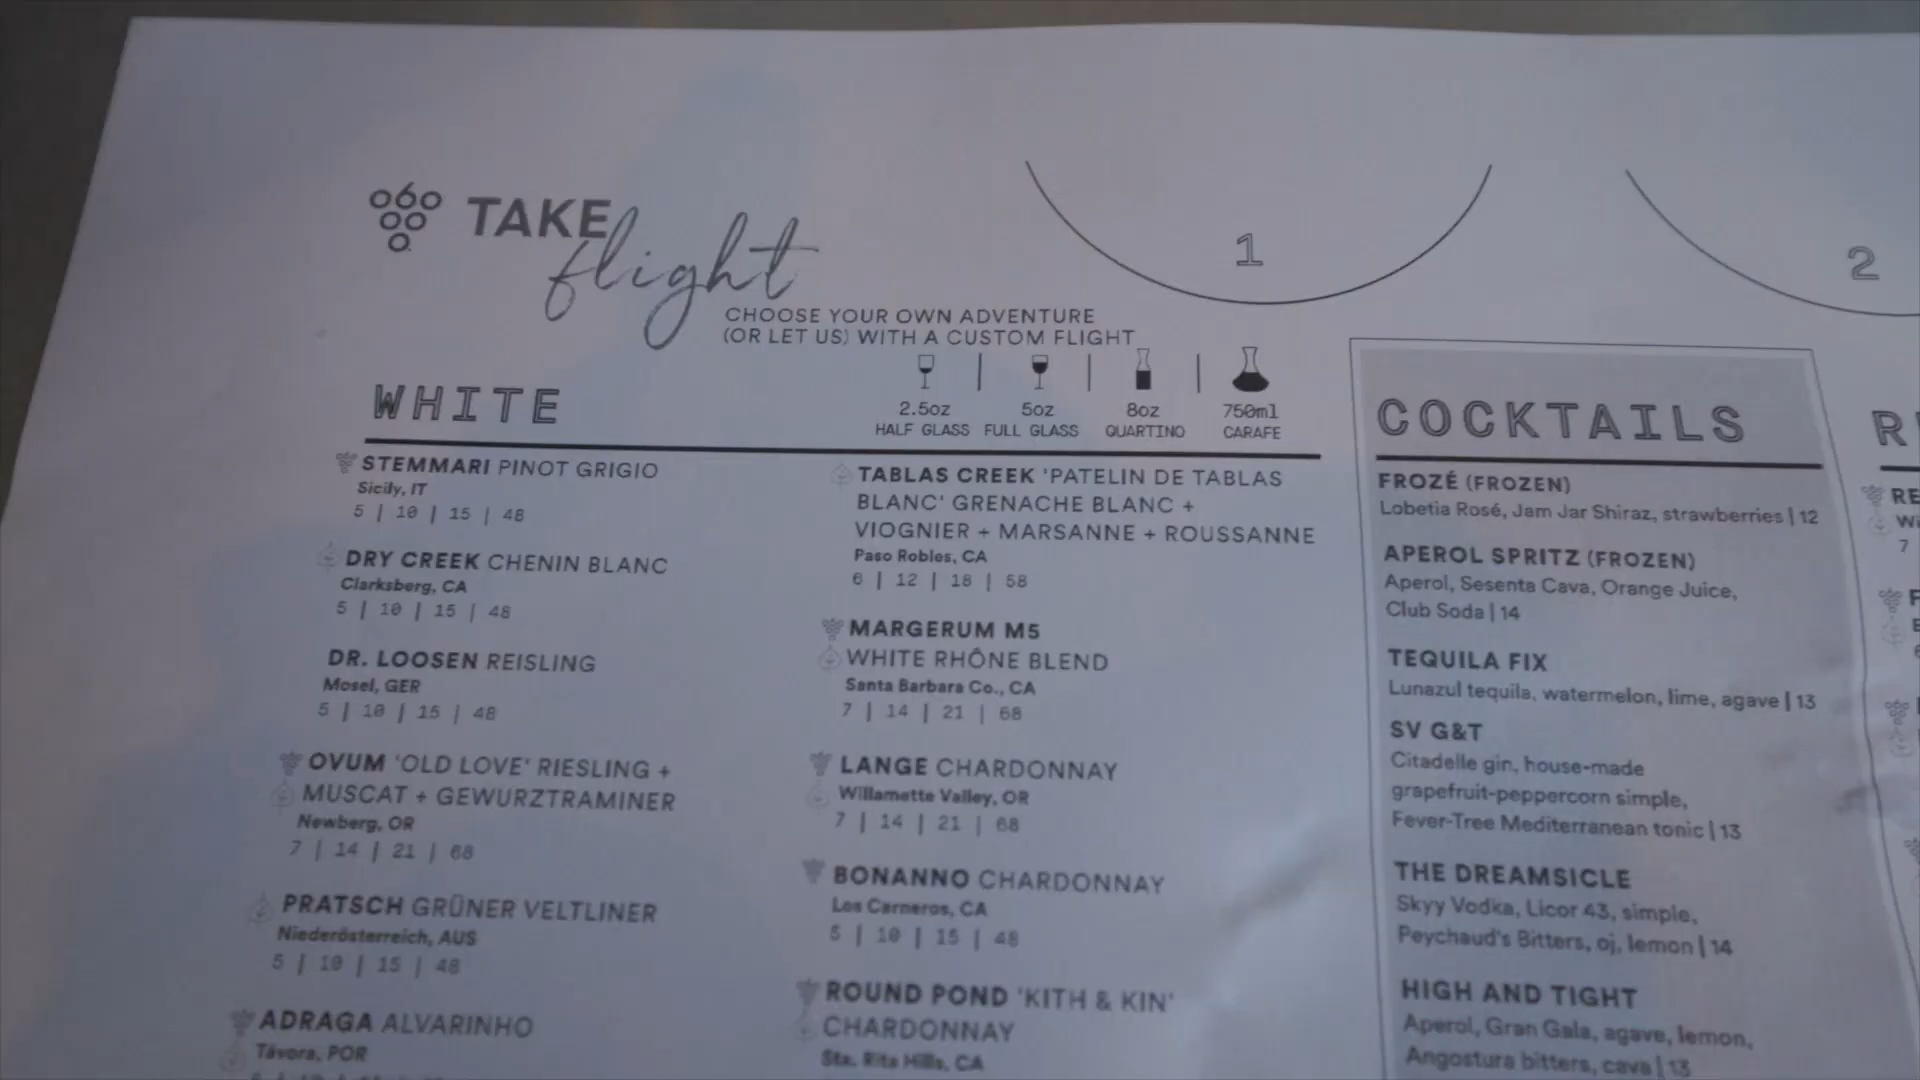 TAKE
flight
CHOOSE YOUR OWN ADVENTURE
(OR LET US) WITH A CUSTOM FLIGHT
1
2
2.5oz
HALF GLASS
5oz
FULL GLASS
8oz
QUARTINO
750ml
CARAFE
WHITE
STEMMARI PINOT GRIGIO
Sicily, IT
5 | 10 | 15 | 48
DRY CREEK CHENIN BLANC
Clarksberg, CA
5 | 10 | 15 | 48
DR. LOOSEN REISLING
Mosel, GER
5 | 10 | 15 | 48
OVUM 'OLD LOVE' RIESLING +
MUSCAT + GEWURZTRAMINER
Newberg, OR
7 | 14 | 21 | 68
PRATSCH GRÜNER VELTLINER
Niederösterreich, AUS
5 | 10 | 15 | 48
ADRAGA ALVARINHO
Távora, POR
TABLAS CREEK 'PATELIN DE TABLAS
BLANC' GRENACHE BLANC +
VIOGNIER + MARSANNE + ROUSSANNE
Paso Robles, CA
6 | 12 | 18 | 58
MARGERUM M5
WHITE RHÔNE BLEND
Santa Barbara Co., CA
7 | 14 | 21 | 68
LANGE CHARDONNAY
Willamette Valley, OR
7 | 14 | 21 | 68
BONANNO CHARDONNAY
Los Carneros, CA
5 | 10 | 15 | 48
ROUND POND 'KITH & KIN'
CHARDONNAY
Sta. Rita Hills, CA
COCKTAILS
FROZÉ (FROZEN)
Lobetia Rosé, Jam Jar Shiraz, strawberries | 12
APEROL SPRITZ (FROZEN)
Aperol, Sesenta Cava, Orange Juice,
Club Soda | 14
TEQUILA FIX
Lunazul tequila, watermelon, lime, agave | 13
SV G&T
Citadelle gin, house-made
grapefruit-peppercorn simple,
Fever-Tree Mediterranean tonic | 13
THE DREAMSICLE
Skyy Vodka, Licor 43, simple,
Peychaud's Bitters, oj, lemon | 14
HIGH AND TIGHT
Aperol, Gran Gala, agave, lemon,
Angostura bitters, cava | 13